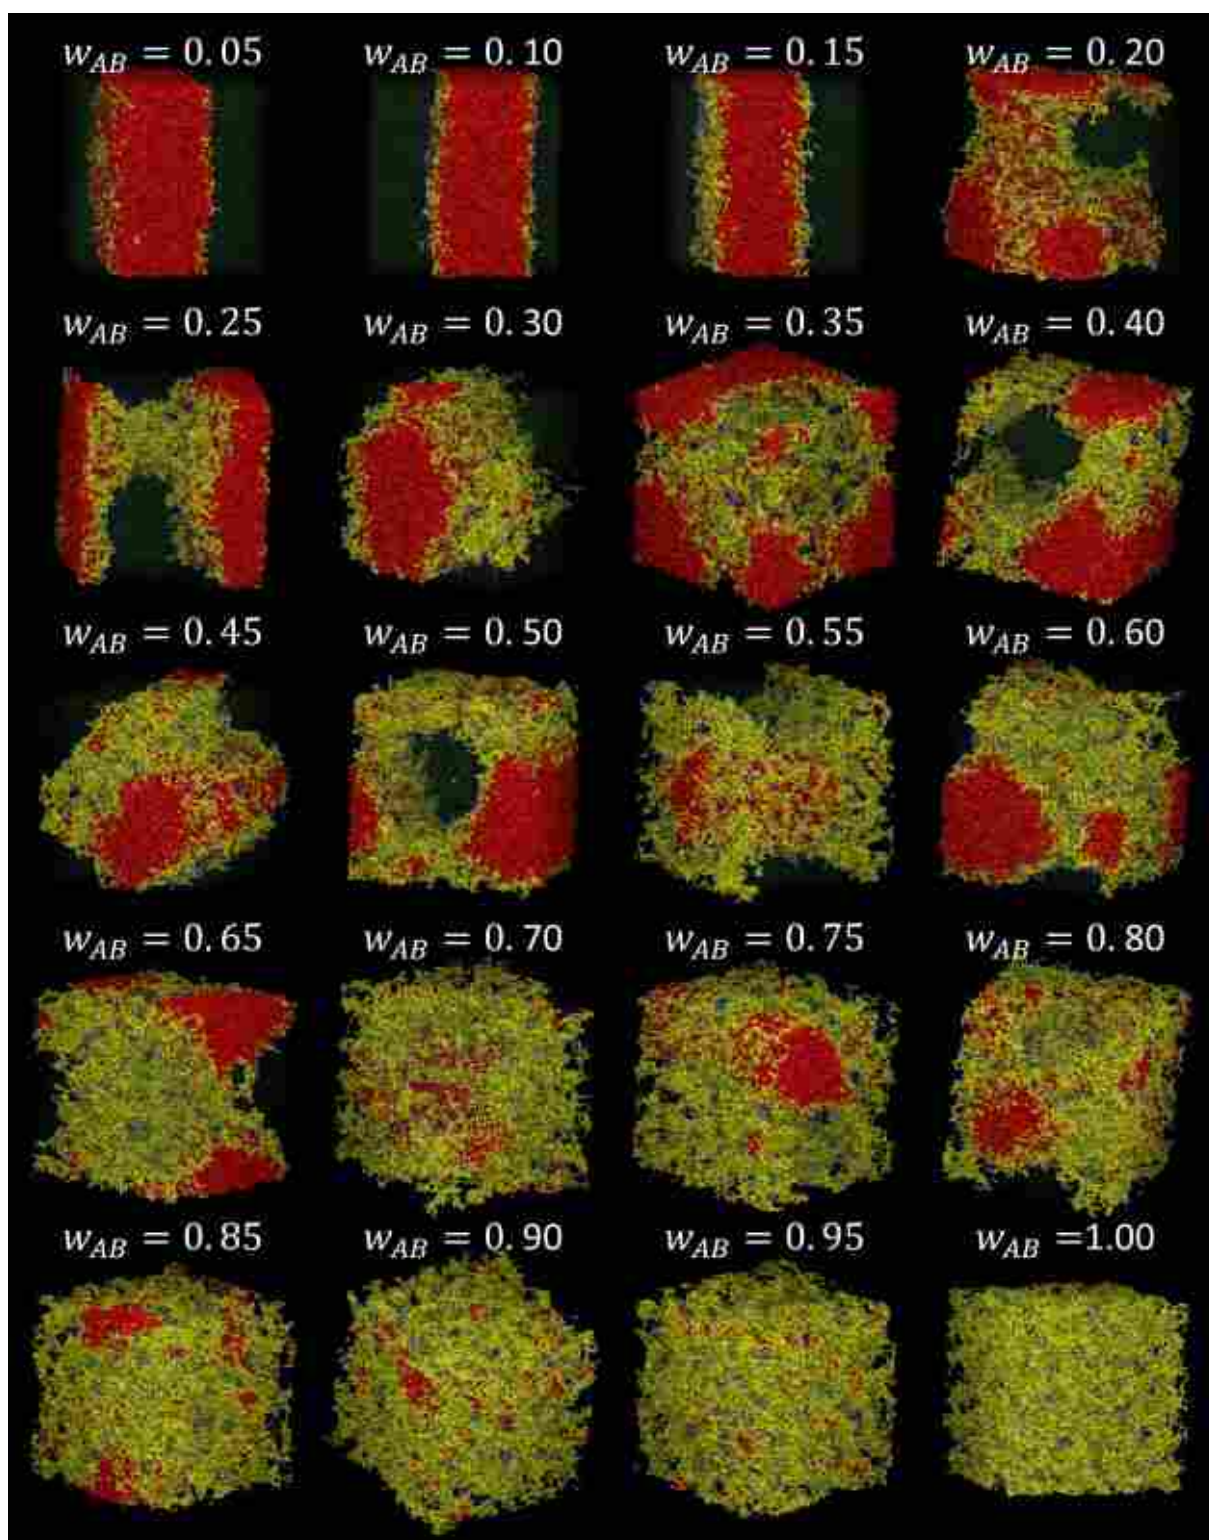 w_AB = 0.05 w_AB = 0.10 w_AB = 0.15 w_AB = 0.20
w_AB = 0.25 w_AB = 0.30 w_AB = 0.35 w_AB = 0.40
w_AB = 0.45 w_AB = 0.50 w_AB = 0.55 w_AB = 0.60
w_AB = 0.65 w_AB = 0.70 w_AB = 0.75 w_AB = 0.80
w_AB = 0.85 w_AB = 0.90 w_AB = 0.95 w_AB =1.00